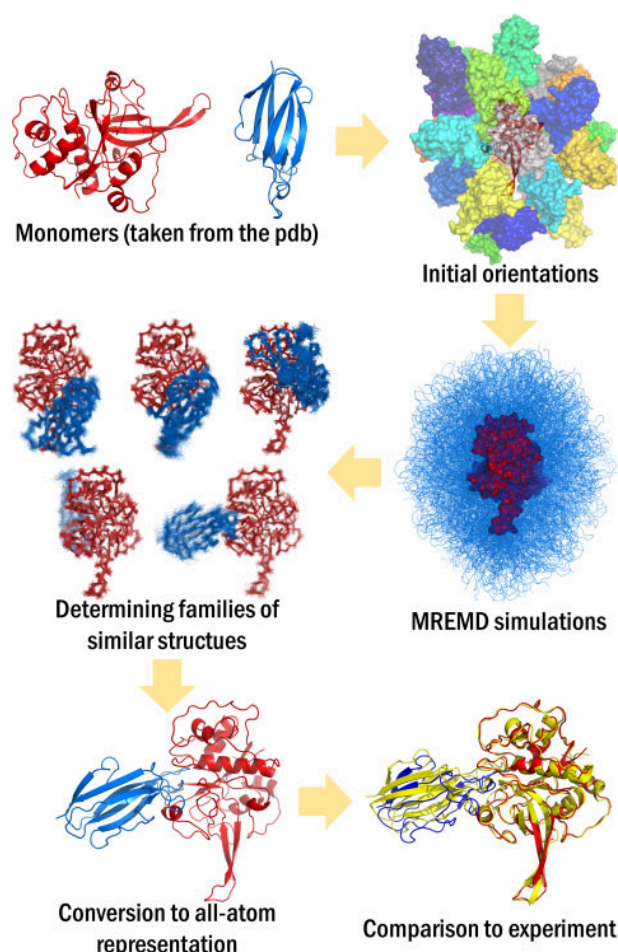 Monomers (taken from the pdb)
Initial orientations
MREMD simulations
Determining families of
similar structues
Conversion to all-atom
representation
Comparison to experiment